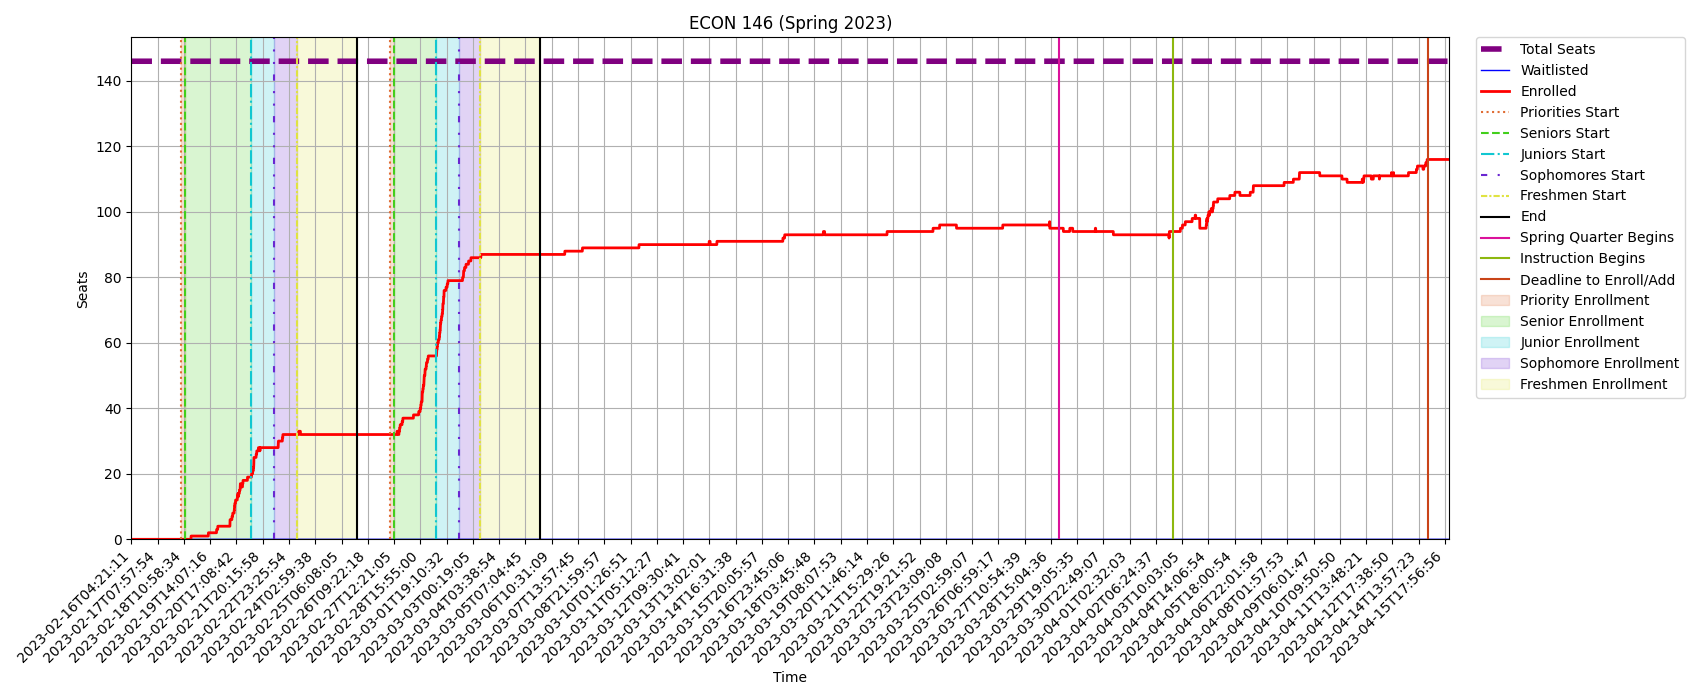 ECON 146 (Spring 2023)
Seats
140
120
100
80
60
40
20
0
2023-02-16T04:21:11
2023-02-17T07:57:54
2023-02-18T10:58:34
2023-02-19T14:07:16
2023-02-20T17:08:42
2023-02-21T20:15:58
2023-02-22T23:25:54
2023-02-24T02:59:38
2023-02-25T06:08:05
2023-02-26T09:22:18
2023-02-27T12:21:05
2023-02-28T15:55:00
2023-03-01T19:10:32
2023-03-03T00:19:05
2023-03-04T03:38:54
2023-03-05T07:04:45
2023-03-06T10:31:09
2023-03-07T13:57:45
2023-03-08T21:59:57
2023-03-10T01:26:51
2023-03-11T05:12:27
2023-03-12T09:30:41
2023-03-13T13:02:01
2023-03-14T16:31:38
2023-03-15T20:05:57
2023-03-16T23:45:06
2023-03-18T03:45:48
2023-03-19T08:07:53
2023-03-20T11:46:14
2023-03-21T15:29:26
2023-03-22T19:21:52
2023-03-23T23:09:08
2023-03-25T02:59:07
2023-03-26T06:59:17
2023-03-27T10:54:39
2023-03-28T15:04:36
2023-03-29T19:05:35
2023-03-30T22:49:07
2023-04-01T02:32:03
2023-04-02T06:24:37
2023-04-03T10:03:05
2023-04-04T14:06:54
2023-04-05T18:00:54
2023-04-06T22:01:58
2023-04-08T01:57:53
2023-04-09T06:01:47
2023-04-10T09:50:50
2023-04-11T13:48:21
2023-04-12T17:38:50
2023-04-14T13:57:23
2023-04-15T17:56:56
Time
Total Seats
Waitlisted
Enrolled
Priorities Start
Seniors Start
Juniors Start
Sophomores Start
Freshmen Start
End
Spring Quarter Begins
Instruction Begins
Deadline to Enroll/Add
Priority Enrollment
Senior Enrollment
Junior Enrollment
Sophomore Enrollment
Freshmen Enrollment